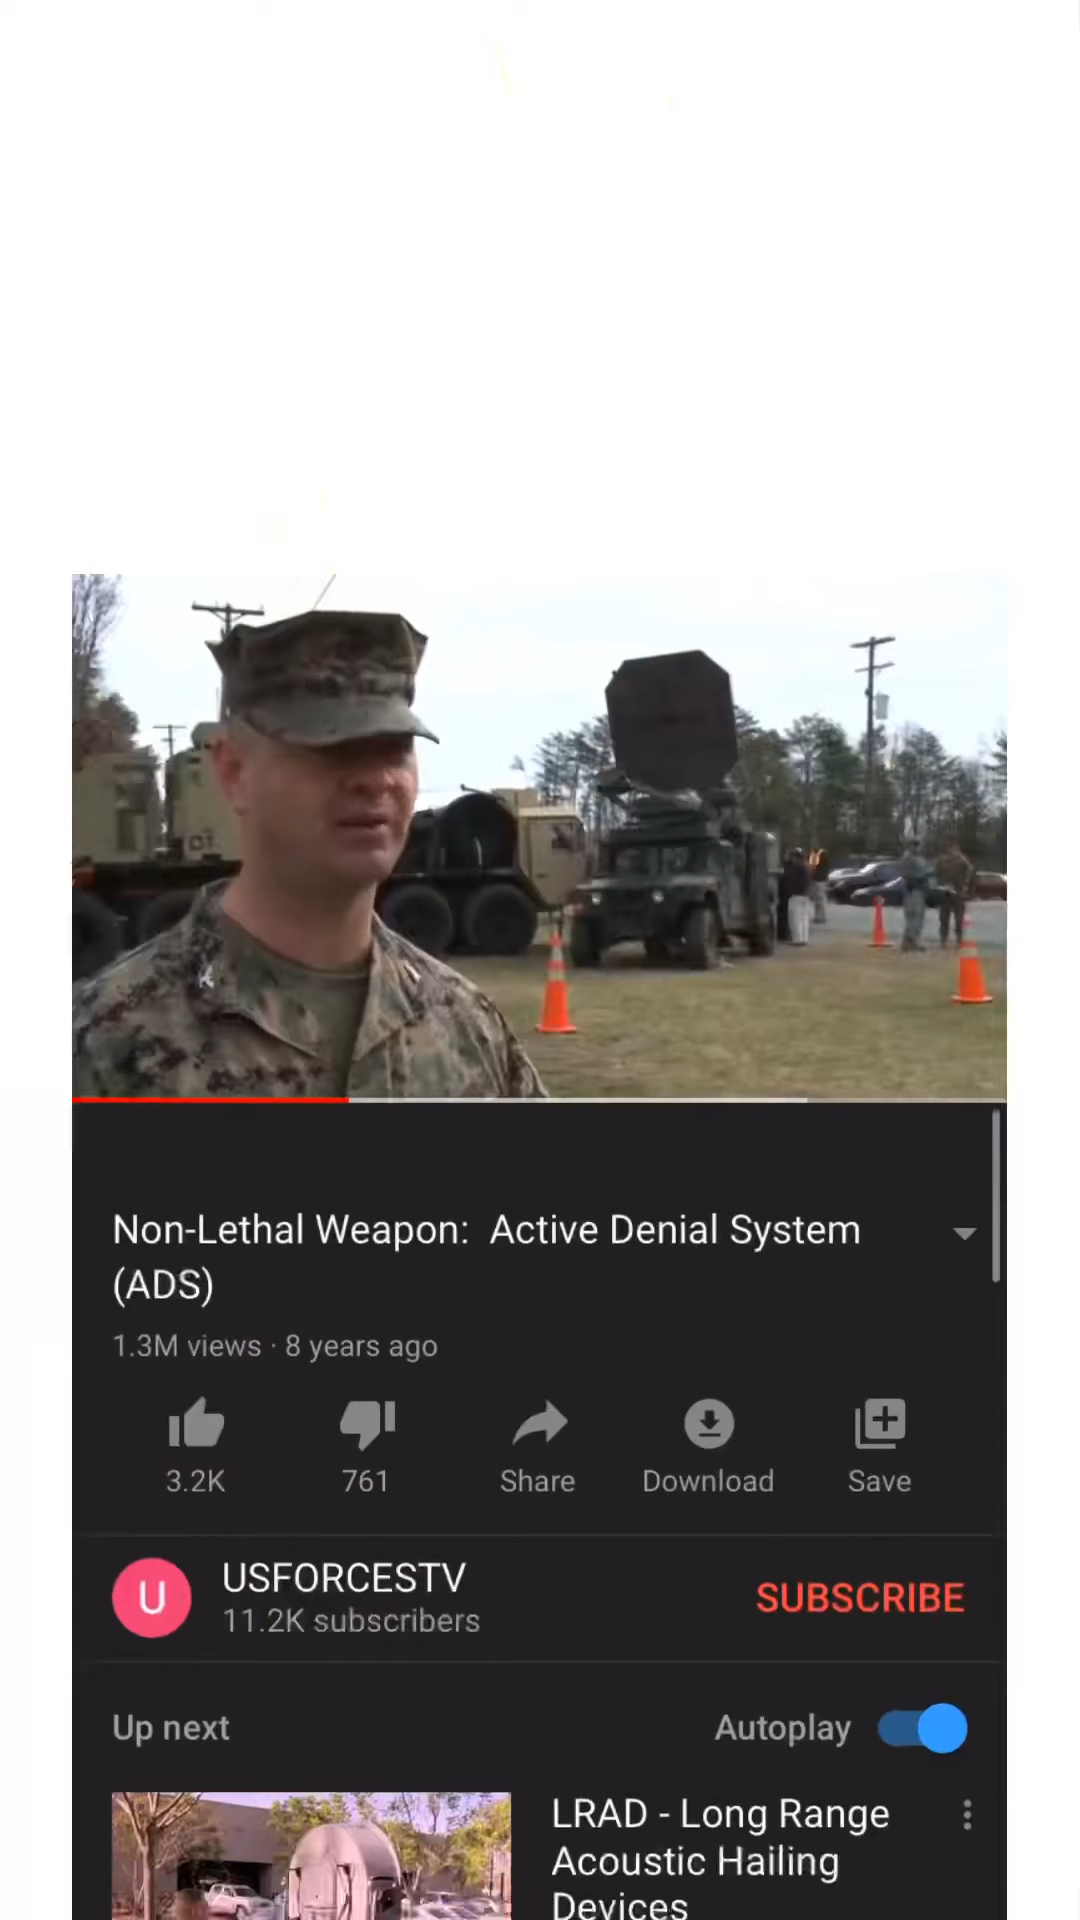 Non-Lethal Weapon:  Active Denial System
(ADS)
1.3M views · 8 years ago
3.2K
761
Share
Download
Save
U
USFORCESTV
11.2K subscribers
SUBSCRIBE
Up next
Autoplay
LRAD - Long Range
Acoustic Hailing
Devices